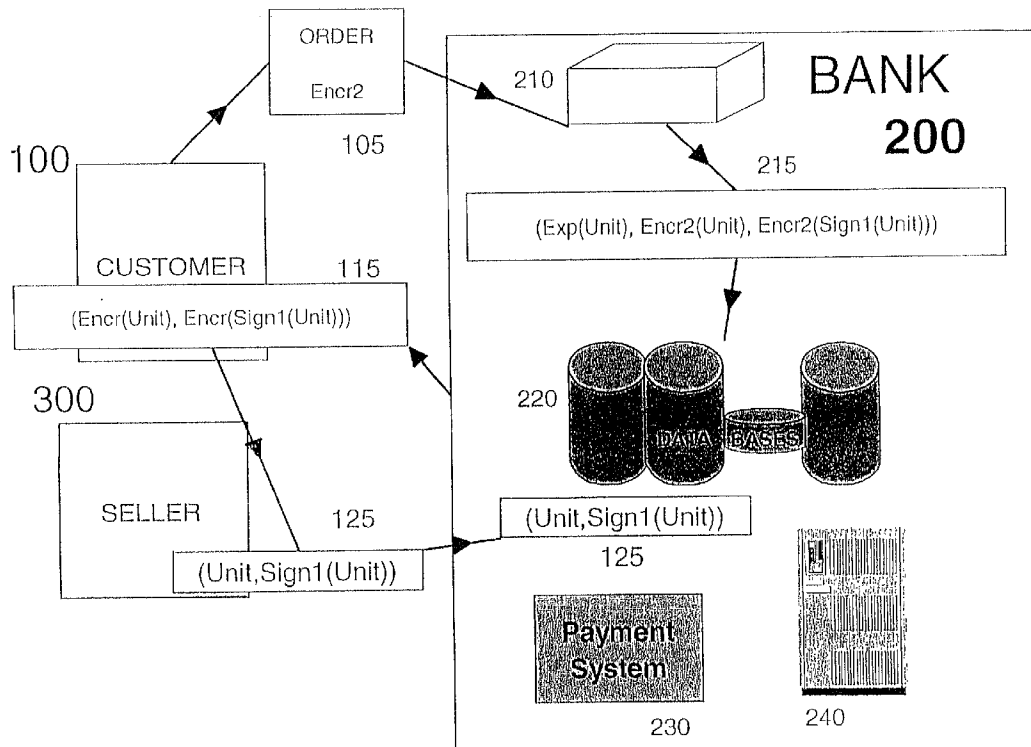 ORDER
Encr2
105
210
BANK
200
215
(Exp(Unit), Encr2(Unit), Encr2(Sign1(Unit)))
100
CUSTOMER
115
(Encr(Unit), Encr(Sign1(Unit)))
220
DATA
BASES
300
SELLER
125
(Unit,Sign1(Unit))
(Unit,Sign1(Unit))
125
Payment
System
230
240